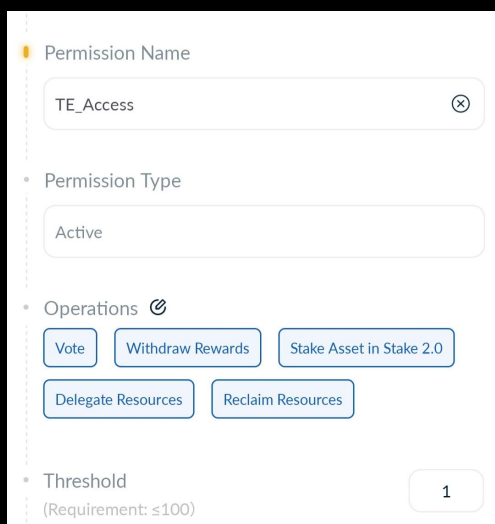 Permission Name
TE_Access
Permission Type
Active
Operations
Vote Withdraw Rewards Stake Asset in Stake 2.0
Delegate Resources Reclaim Resources
Threshold
1
(Requirement: ≤100)